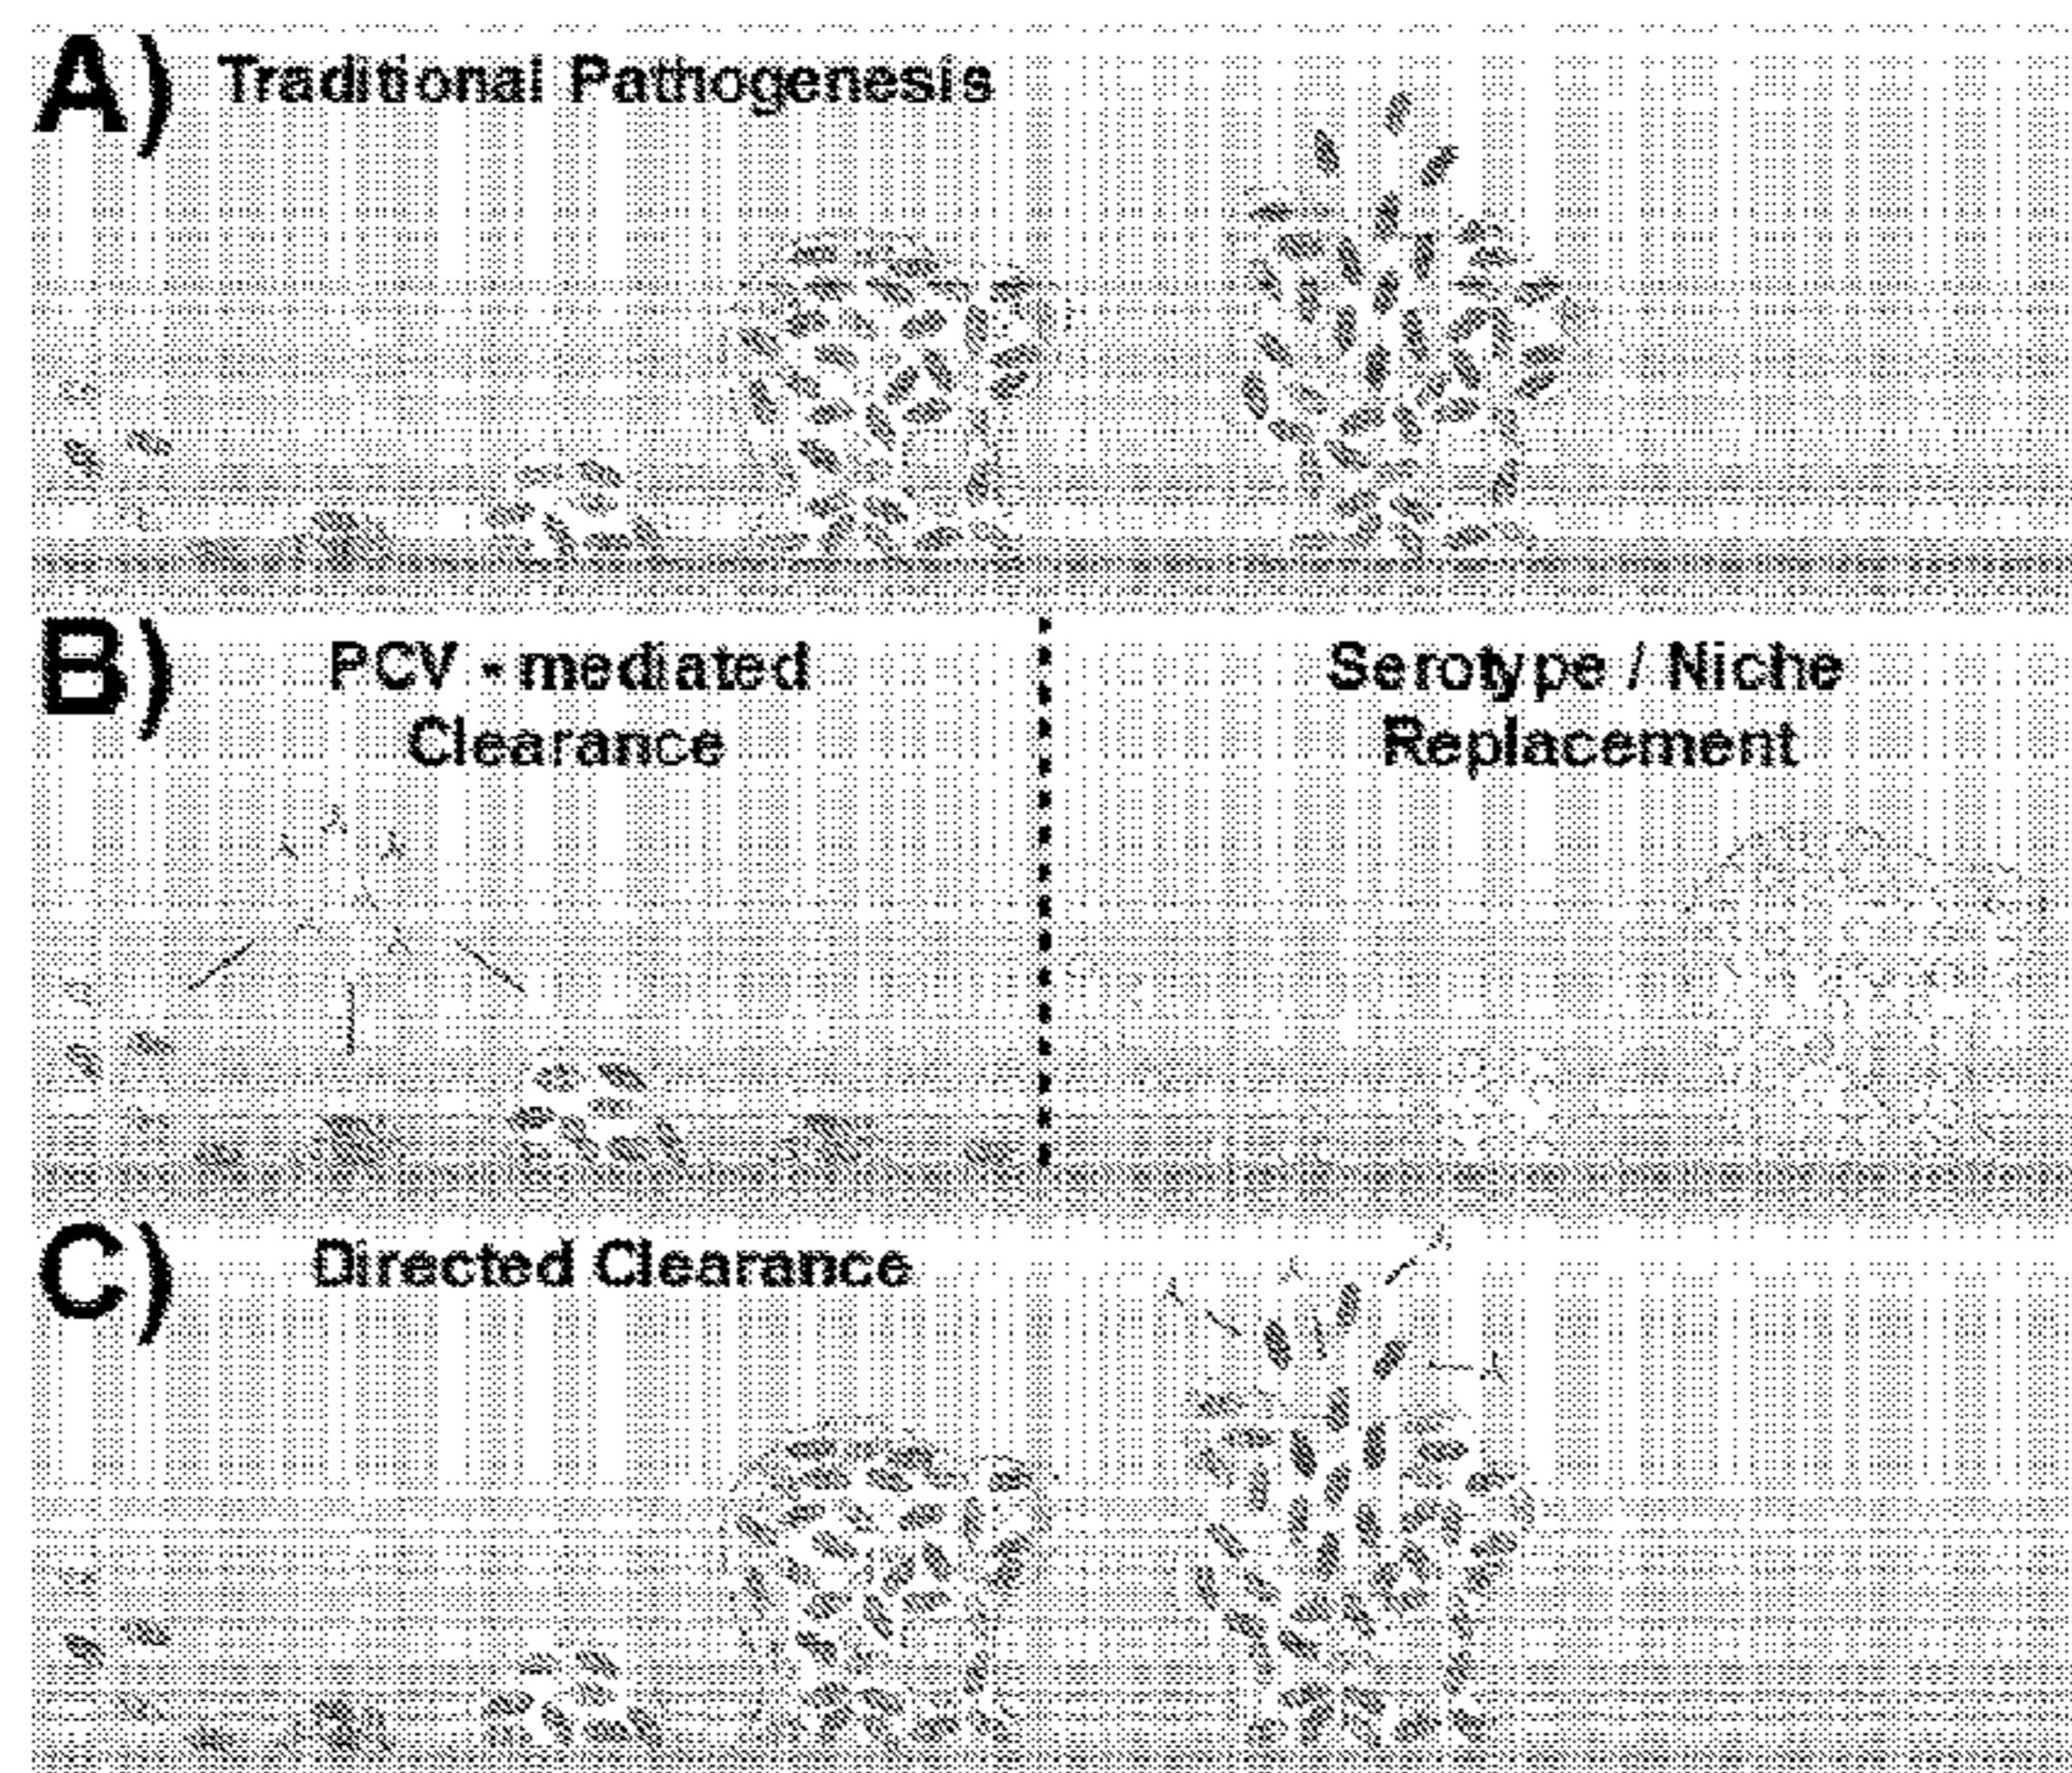 A) Traditional Pathogenesis
B) PCV - mediated
Clearance
Serotype / Niche
Replacement
C) Directed Clearance